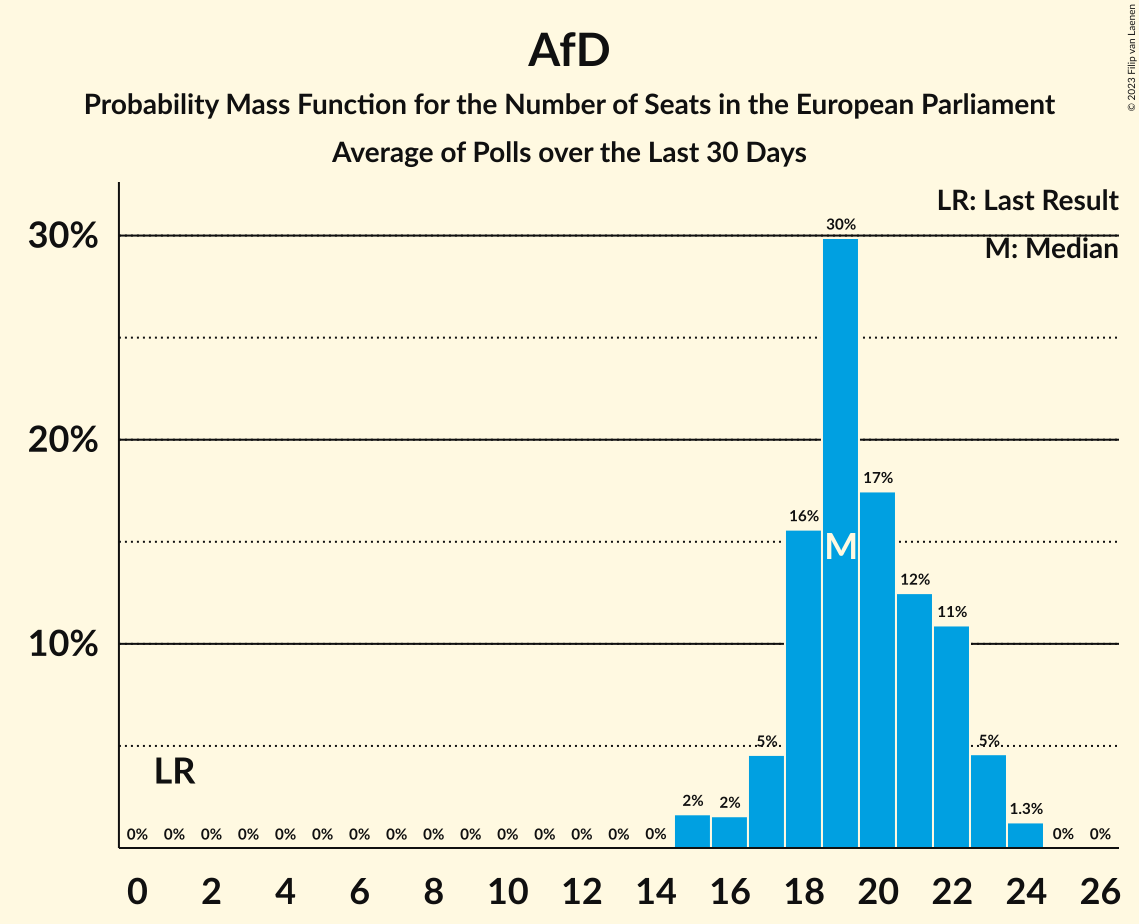 AfD
Probability Mass Function for the Number of Seats in the European Parliament
Average of Polls over the Last 30 Days
© 2023 Filip van Laenen
LR: Last Result
M: Median
30%
20%
10%
30%
17%
16%
M
12%
11%
5%
5%
LR
2%
2%
1.3%
0% 0% 0% 0% 0% 0% 0% 0% 0% 0% 0% 0% 0% 0% 0% 0% 0%
0 2 4 6 8 10 12 14 16 18 20 22 24 26